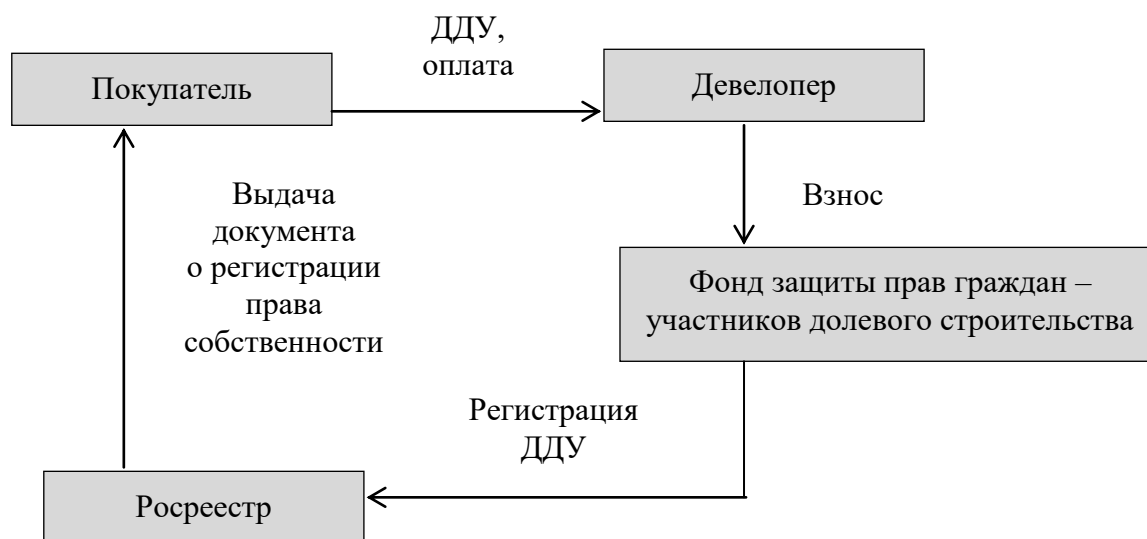 ДДУ,
оплата
Покупатель
Девелопер
Выдача
документа
о регистрации
права
собственности
Взнос
Фонд защиты прав граждан –
участников долевого строительства
Регистрация
ДДУ
Росреестр